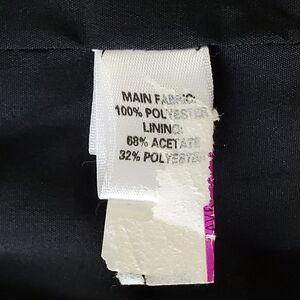 MAIN FABRIC:
100% POLYESTER
LINING:
68% ACETATE
32% POLYESTER